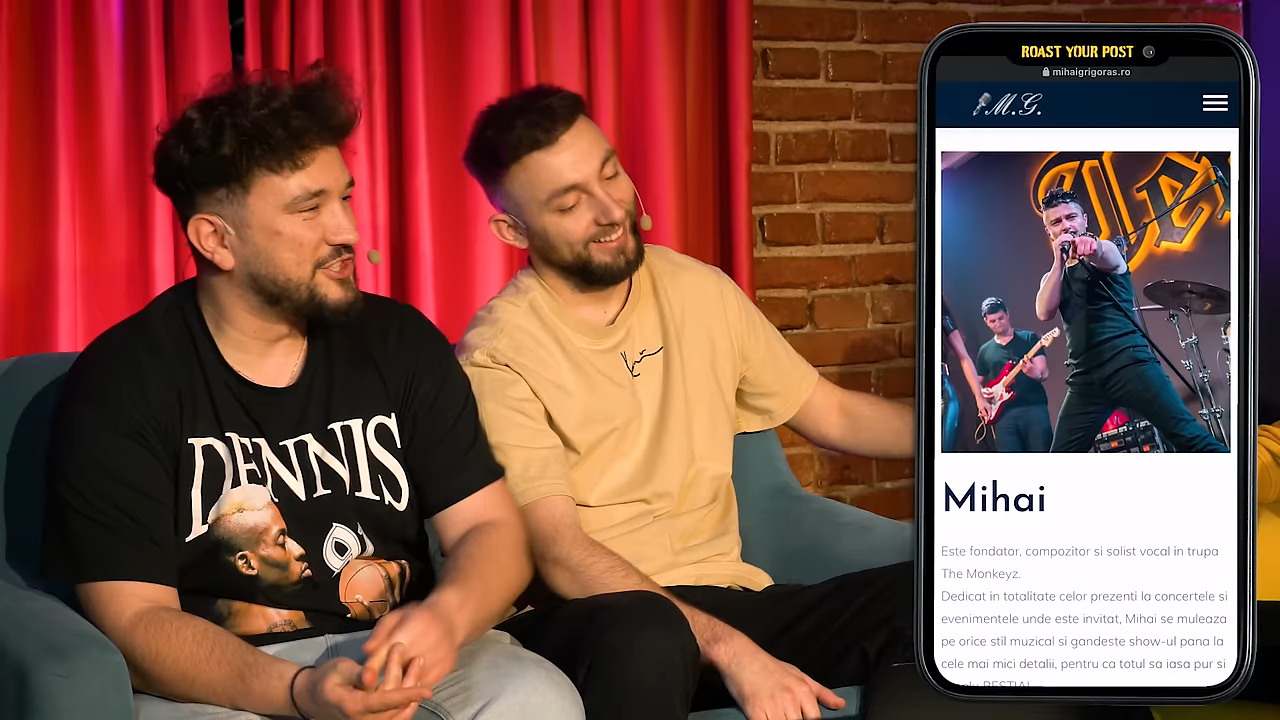 ROAST YOUR POST
mihaigrigoras.ro
M.G.
DENNIS
Mihai
Este fondator, compozitor si solist vocal in trupa
The Monkeyz.
Dedicat in totalitate celor prezenti la concertele si
evenimentele unde este invitat, Mihai se muleaza
pe orice stil muzical si gandeste show-ul pana la
cele mai mici detalii, pentru ca totul sa iasa pur si